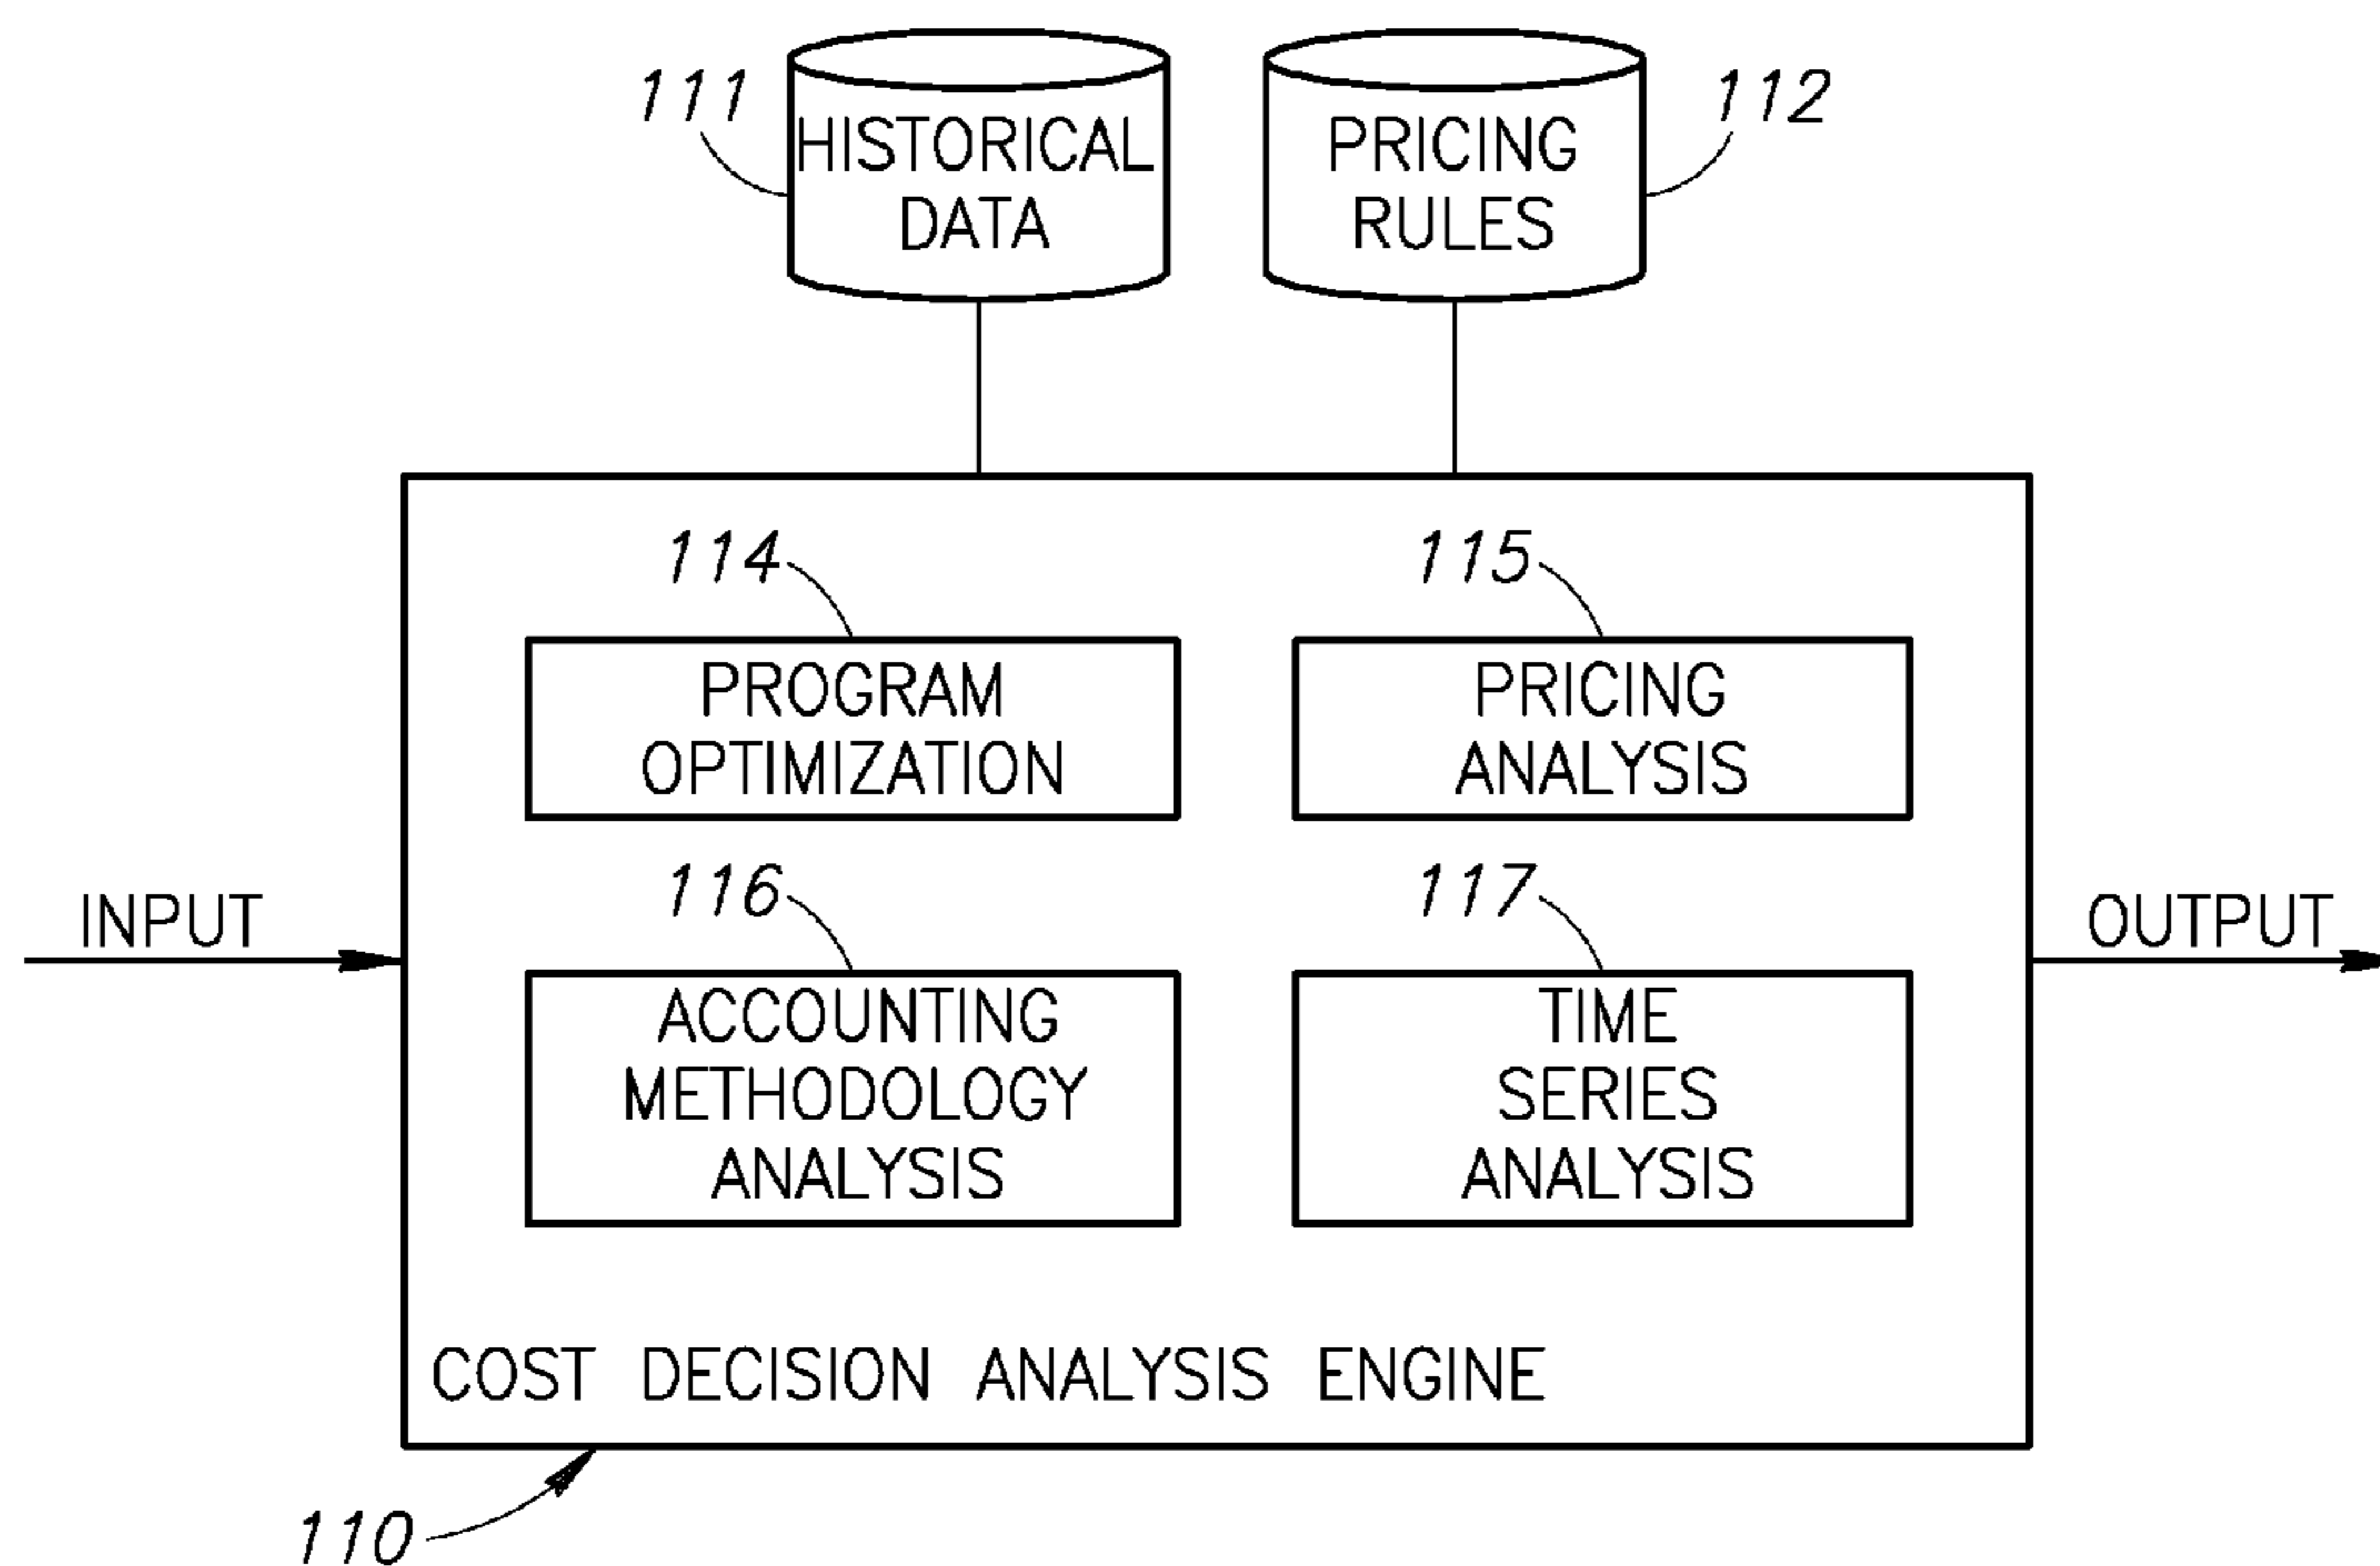 111
HISTORICAL
DATA
PRICING
RULES
112
114
PROGRAM
OPTIMIZATION
115
PRICING
ANALYSIS
116
ACCOUNTING
METHODOLOGY
ANALYSIS
117
TIME
SERIES
ANALYSIS
INPUT
OUTPUT
COST DECISION ANALYSIS ENGINE
110